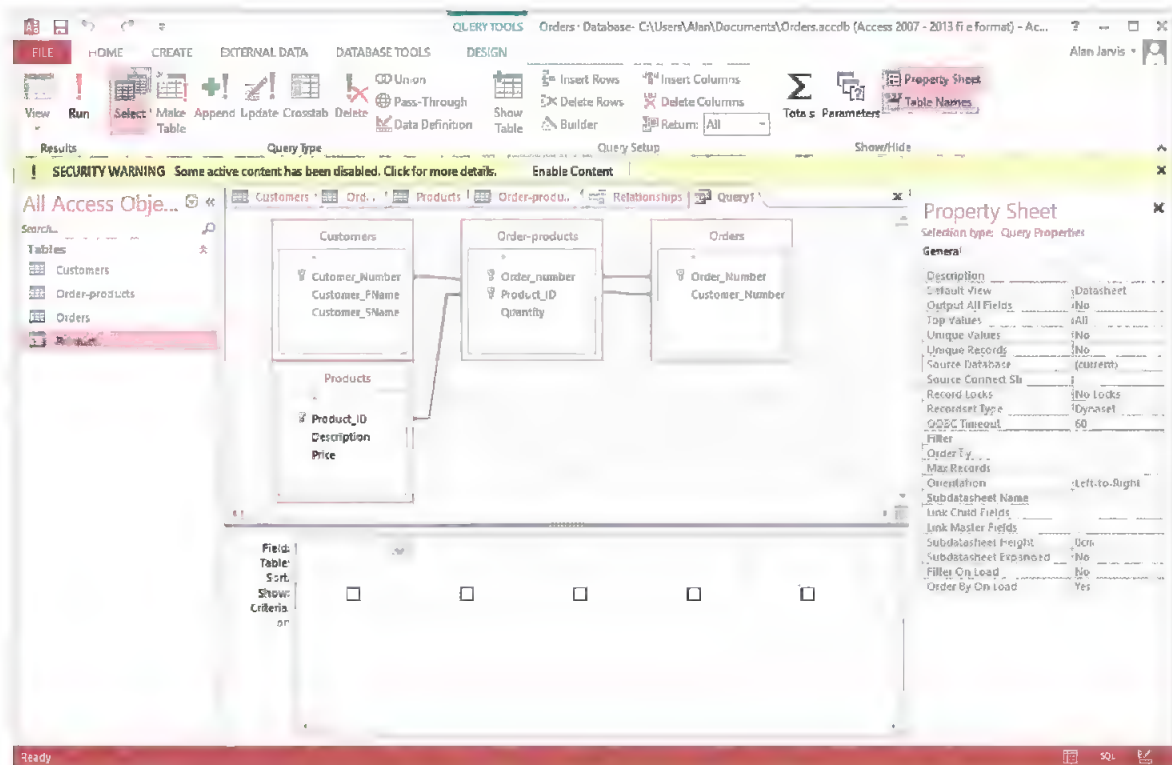 QUERY TOOLS Orders : Database- C:\Users\Alan\Documents\Orders.accdb (Access 2007 - 2013 file format) - Ac... ?
FILE HOME CREATE EXTERNAL DATA DATABASE TOOLS DESIGN Alan Jarvis
View Run Select Make Table Append Update Crosstab Delete
Union
Pass-Through
Data Definition
Show Table
Insert Rows
Delete Rows
Builder
Insert Columns
Delete Columns
Return: All
Totals Parameters
Property Sheet
Table Names
Results Query Type Query Setup Show/Hide
! SECURITY WARNING Some active content has been disabled. Click for more details. Enable Content
All Access Obje... «
Search...
Tables
Customers
Order-products
Orders
Customers Ord... Products Order-produ... Relationships Query1
Customers
Cutomer_Number
Customer_FName
Customer_SName
Order-products
*
Order_number
Product_ID
Quantity
Orders
*
Order_Number
Customer_Number
Products
*
Product_ID
Description
Price
Field:
Table:
Sort:
Show:
Criteria:
or:
Property Sheet
Selection type: Query Properties
General
Description
Default View Datasheet
Output All Fields No
Top Values All
Unique Values No
Unique Records No
Source Database (current)
Source Connect Str
Record Locks No Locks
Recordset Type Dynaset
ODBC Timeout 60
Filter
Order By
Max Records
Orientation Left-to-Right
Subdatasheet Name
Link Child Fields
Link Master Fields
Subdatasheet Height 0cm
Subdatasheet Expanded No
Filter On Load No
Order By On Load Yes
Ready SQL